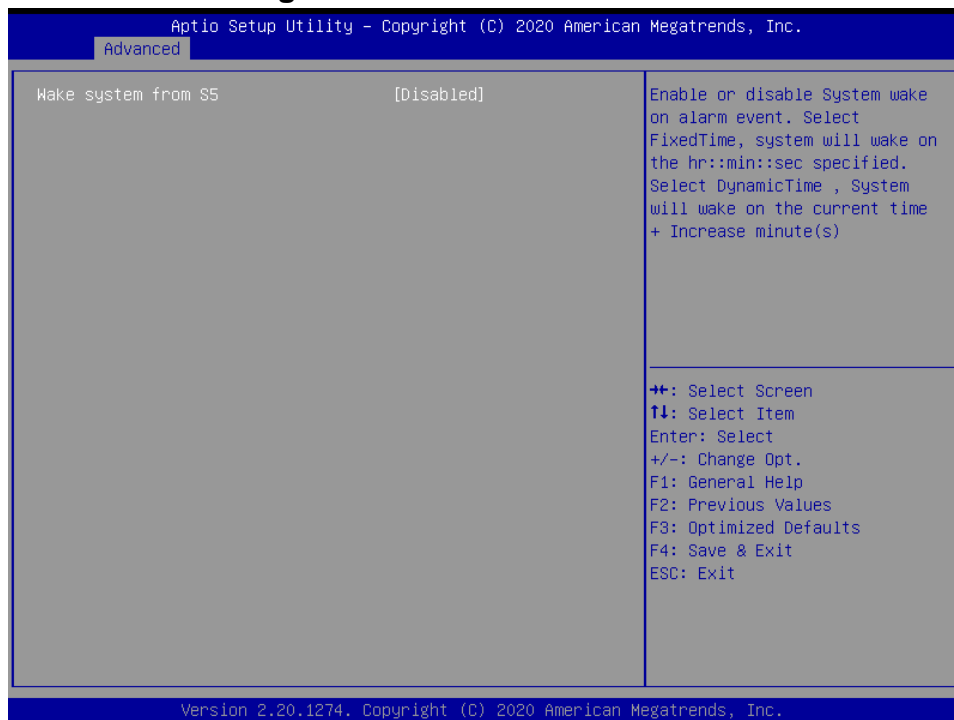 Aptio Setup Utility – Copyright (C) 2020 American Megatrends, Inc.
Advanced
Wake system from S5 [Disabled]
Enable or disable System wake
on alarm event. Select
FixedTime, system will wake on
the hr::min::sec specified.
Select DynamicTime , System
will wake on the current time
+ Increase minute(s)
→←: Select Screen
↑↓: Select Item
Enter: Select
+/-: Change Opt.
F1: General Help
F2: Previous Values
F3: Optimized Defaults
F4: Save & Exit
ESC: Exit
Version 2.20.1274. Copyright (C) 2020 American Megatrends, Inc.